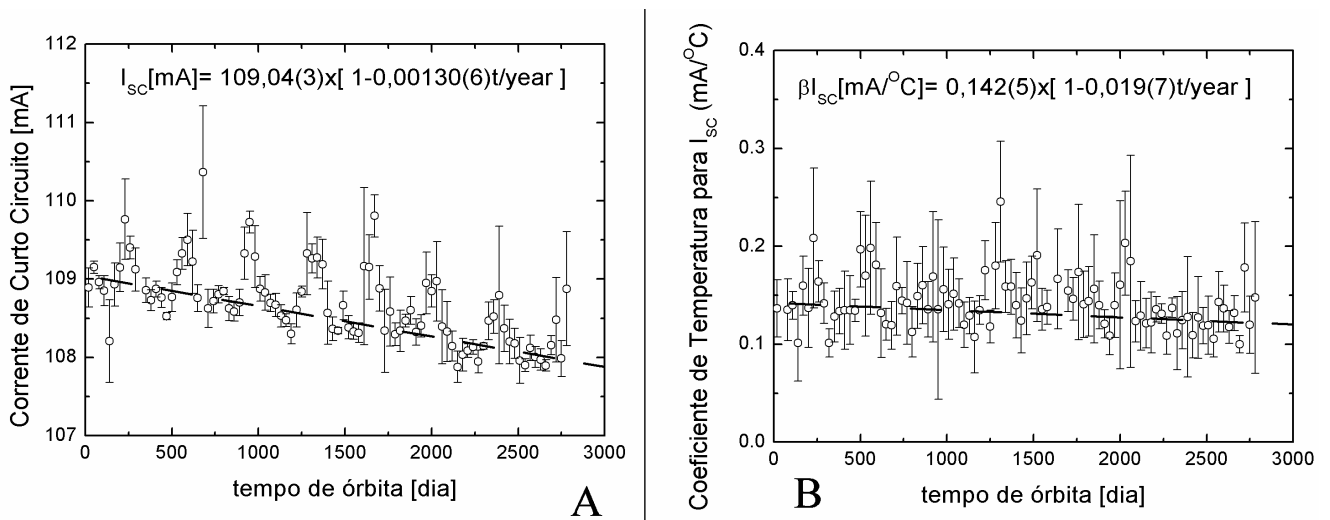 112
111
110
109
108
107
Corrente de Curto Circuito [mA]
I_SC[mA]= 109,04(3)x[ 1-0,00130(6)t/year ]
0 500 1000 1500 2000 2500 3000
tempo de órbita [dia]
A
0.4
0.3
0.2
0.1
0.0
Coeficiente de Temperatura para I_SC (mA/ºC)
βI_SC[mA/ºC]= 0,142(5)x[ 1-0,019(7)t/year ]
0 500 1000 1500 2000 2500 3000
tempo de órbita [dia]
B